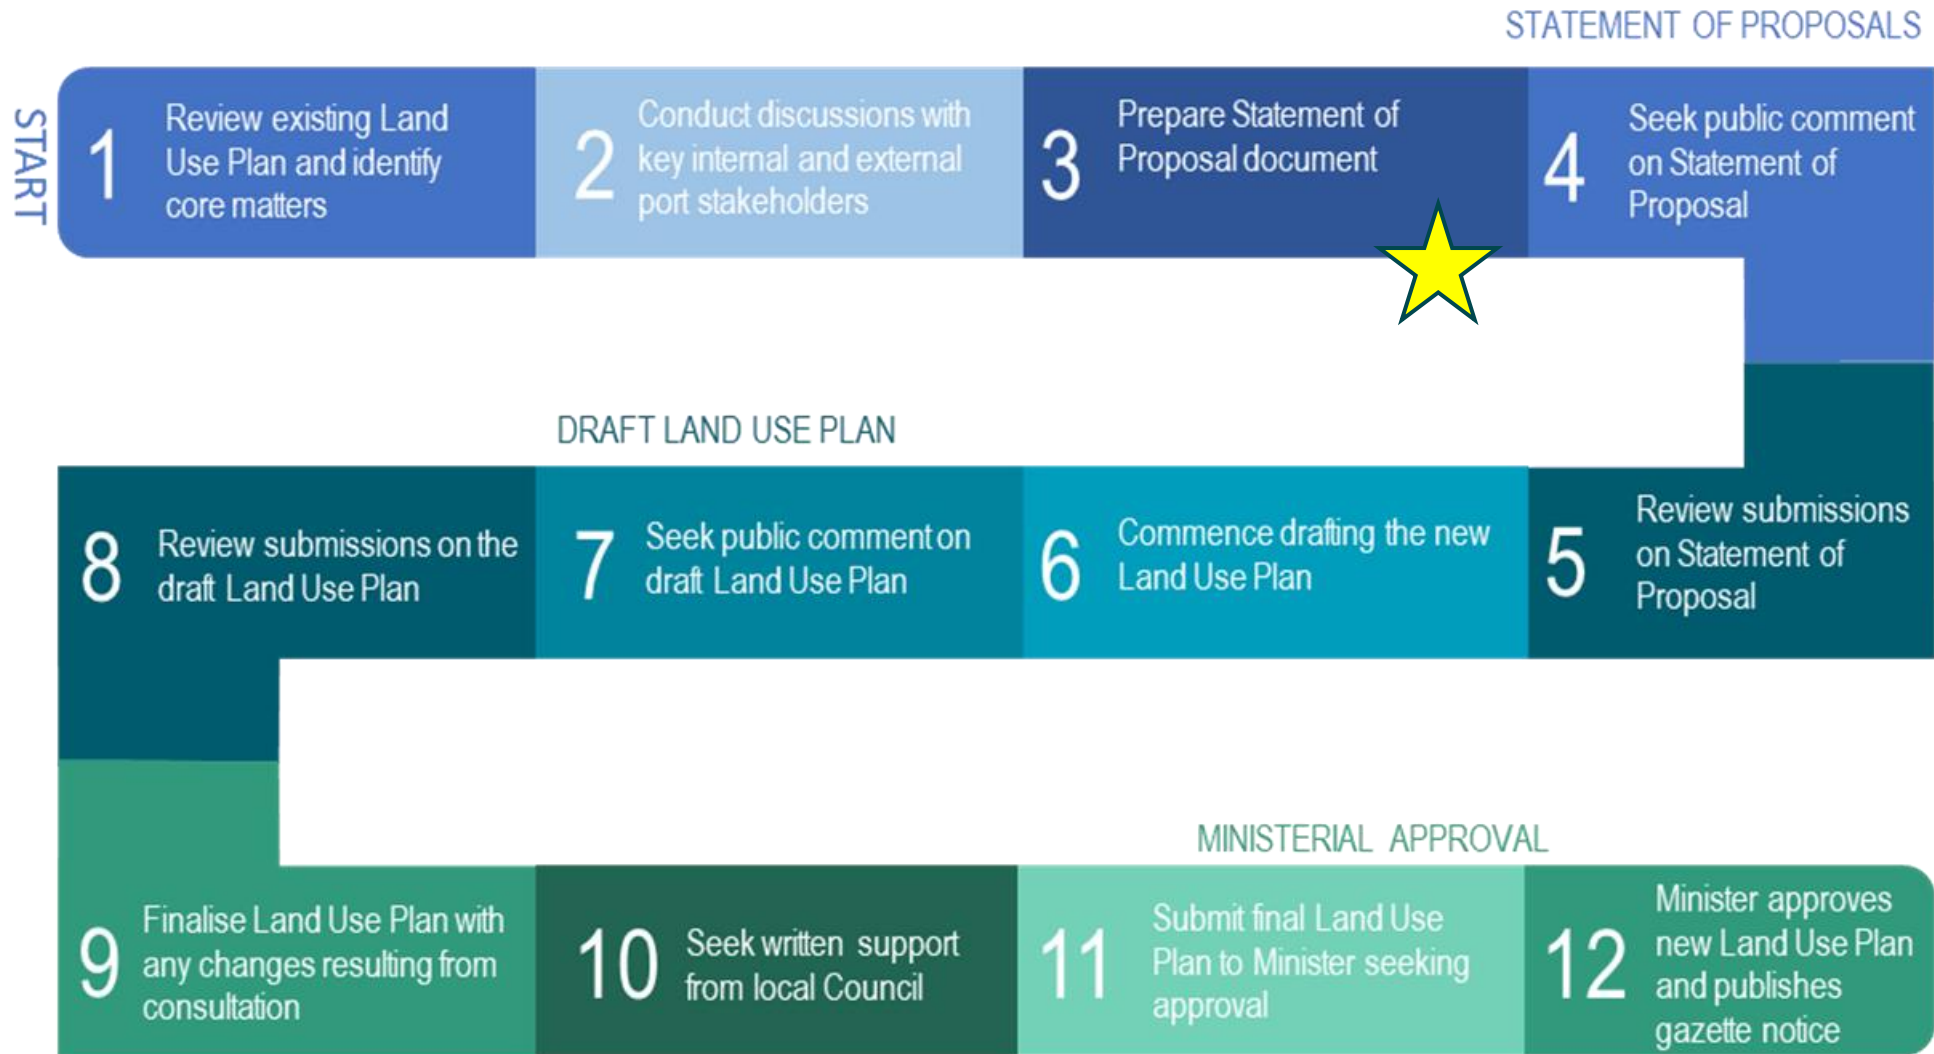 STATEMENT OF PROPOSALS
START
1
Review existing Land
Use Plan and identify
core matters
2
Conduct discussions with
key internal and external
port stakeholders
3
Prepare Statement of
Proposal document
4
Seek public comment
on Statement of
Proposal
5
Review submissions
on Statement of
Proposal
DRAFT LAND USE PLAN
6
Commence drafting the new
Land Use Plan
7
Seek public comment on
draft Land Use Plan
8
Review submissions on the
draft Land Use Plan
9
Finalise Land Use Plan with
any changes resulting from
consultation
10
Seek written support
from local Council
MINISTERIAL APPROVAL
11
Submit final Land Use
Plan to Minister seeking
approval
12
Minister approves
new Land Use Plan
and publishes
gazette notice